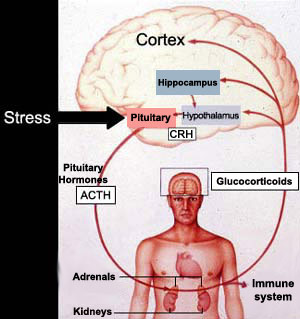 Cortex
Hippocampus
Stress
Pituitary
Hypothalamus
CRH
Pituitary
Hormones
ACTH
Glucocorticoids
Adrenals
Immune
system
Kidneys